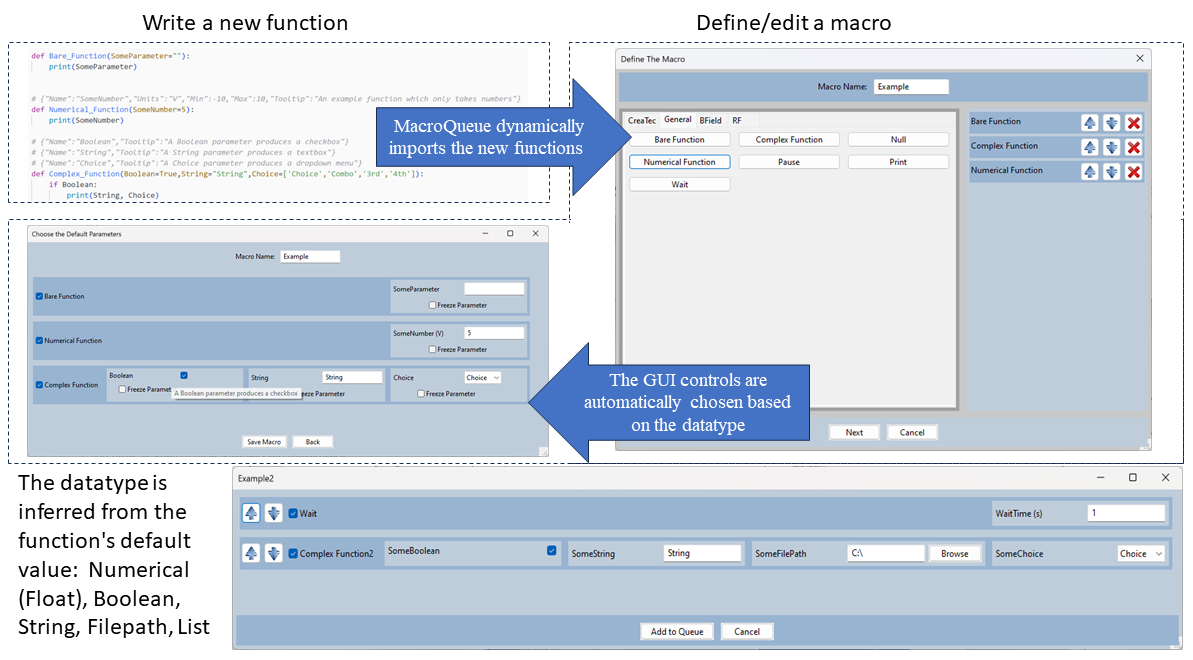 Write a new function
Define/edit a macro
def Bare_Function(SomeParameter=""):
print(SomeParameter)
# {"Name":"SomeNumber","Units":"V","Min":-10,"Max":10,"Tooltip":"An example function which only takes numbers"}
def Numerical_Function(SomeNumber=5):
print(SomeNumber)
# {"Name":"Boolean","Tooltip":"A Boolean parameter produces a checkbox"}
# {"Name":"String","Tooltip":"A String parameter produces a textbox"}
# {"Name":"Choice","Tooltip":"A Choice parameter produces a dropdown menu"}
def Complex_Function(Boolean=True,String="String",Choice=['Choice','Combo','3rd','4th']):
if Boolean:
print(String, Choice)
MacroQueue dynamically
imports the new functions
Define The Macro
Macro Name: Example
CreaTec General BField RF
Bare Function Complex Function Null
Numerical Function Pause Print
Wait
Bare Function
Complex Function
Numerical Function
Next Cancel
Choose the Default Parameters
Macro Name: Example
Bare Function
SomeParameter
Freeze Parameter
Numerical Function
SomeNumber (V) 5
Freeze Parameter
Complex Function
Boolean
Freeze Paramet
A Boolean parameter produces a checkbox
String String
eeze Parameter
Choice Choice
Freeze Parameter
Save Macro Back
The GUI controls are
automatically chosen based
on the datatype
The datatype is
inferred from the
function's default
value: Numerical
(Float), Boolean,
String, Filepath, List
Example2
Wait WaitTime (s) 1
Complex Function2 SomeBoolean SomeString String SomeFilePath C:\ Browse SomeChoice Choice
Add to Queue Cancel